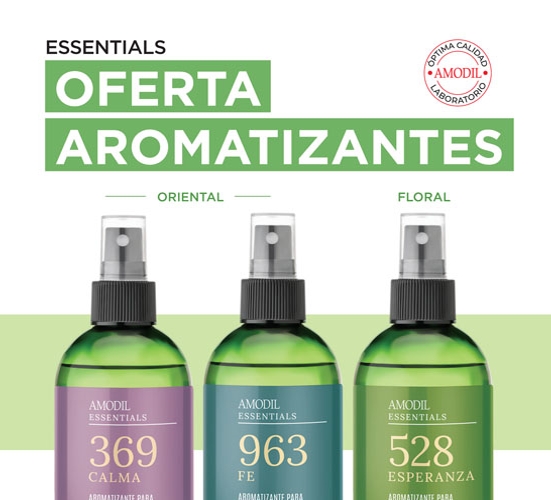 ESSENTIALS
OFERTA
AROMATIZANTES
OPTIMA CALIDAD
AMODIL
LABORATORIO
ORIENTAL
FLORAL
AMODIL
ESSENTIALS
369
CALMA
AROMATIZANTE PARA
AMODIL
ESSENTIALS
963
FE
AROMATIZANTE PARA
AMODIL
ESSENTIALS
528
ESPERANZA
AROMATIZANTE PARA